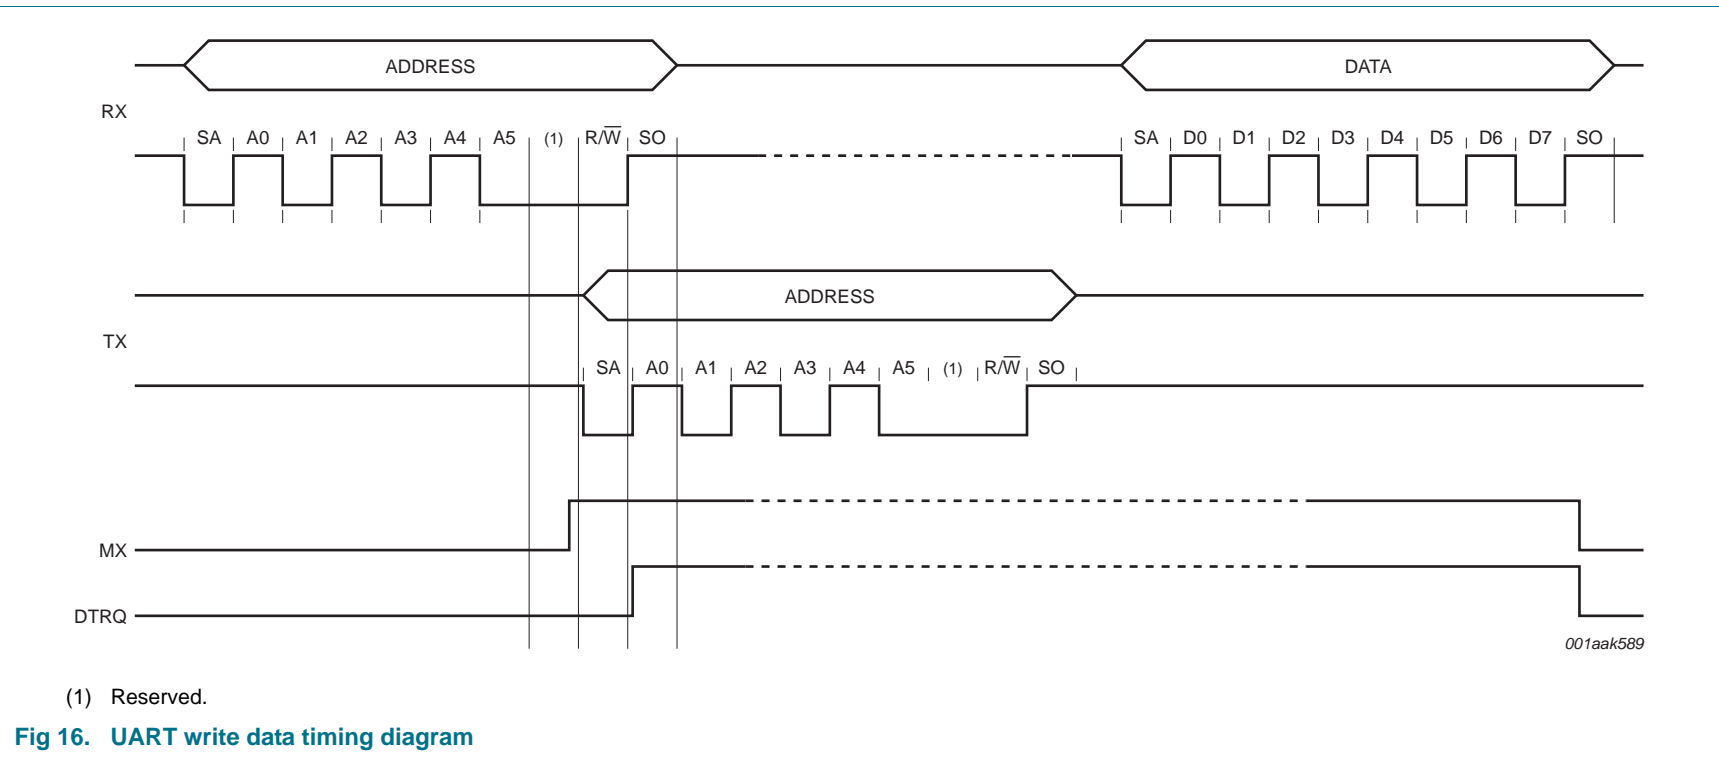 ADDRESS DATA
RX
SA A0 A1 A2 A3 A4 A5 (1) R/W̅ SO SA D0 D1 D2 D3 D4 D5 D6 D7 SO
ADDRESS
TX
SA A0 A1 A2 A3 A4 A5 (1) R/W̅ SO
MX
DTRQ
001aak589
(1) Reserved.
Fig 16. UART write data timing diagram